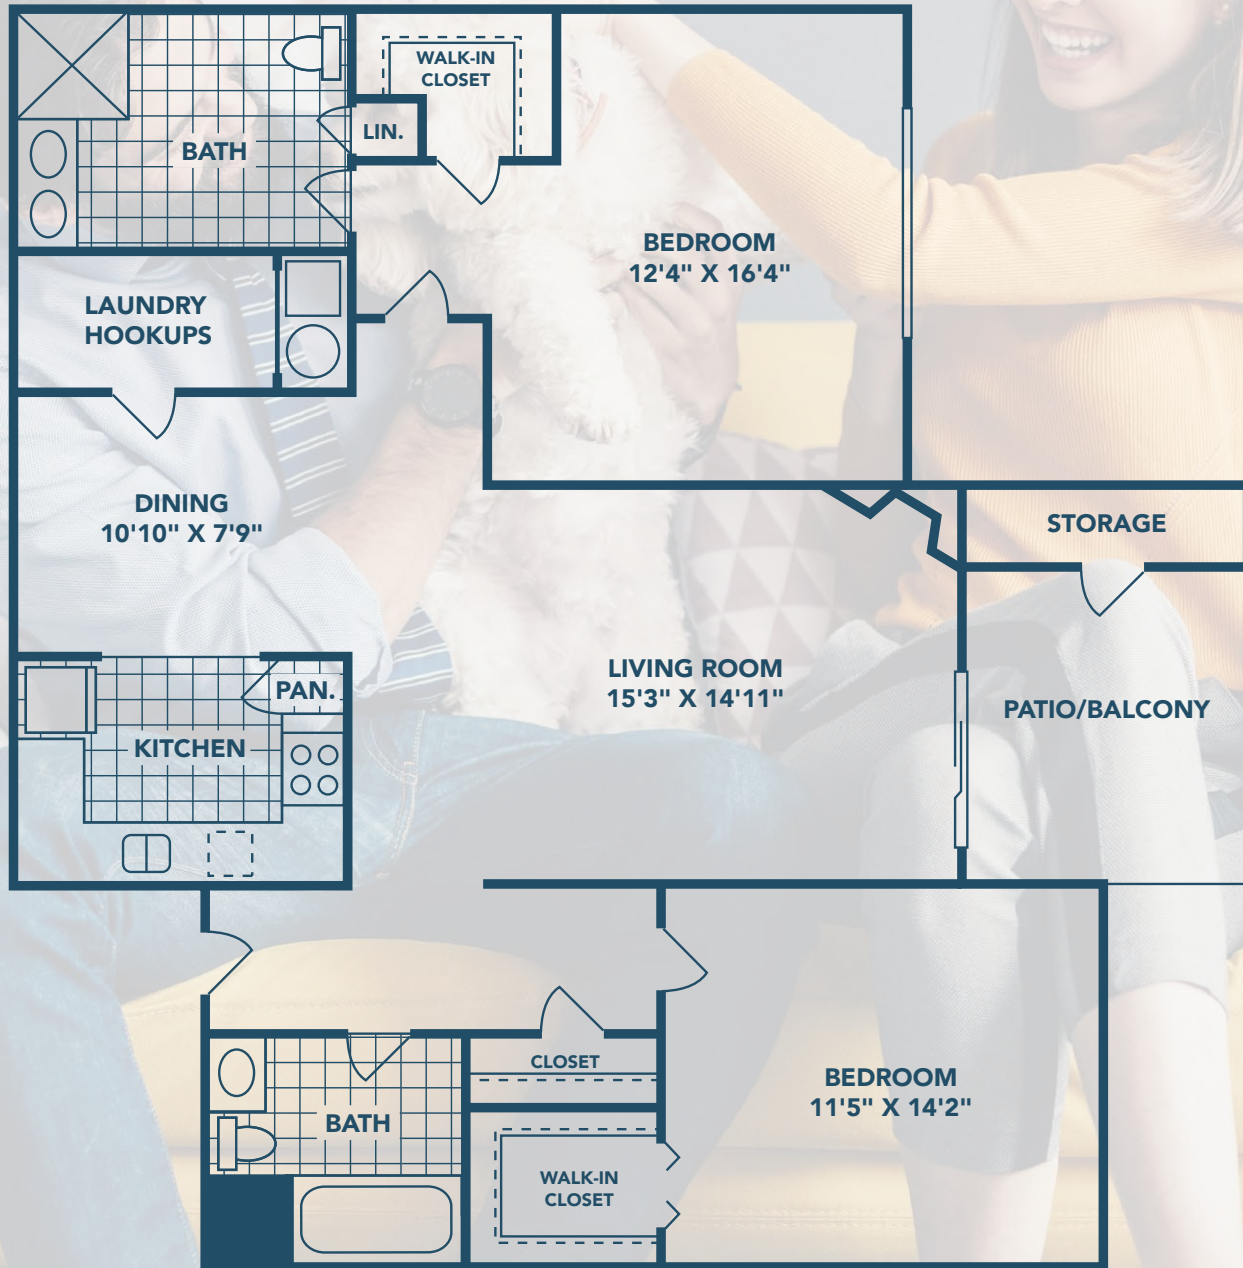 WALK-IN
CLOSET
LIN.
BATH
BEDROOM
12'4" X 16'4"
LAUNDRY
HOOKUPS
DINING
10'10" X 7'9"
STORAGE
LIVING ROOM
15'3" X 14'11"
PAN.
PATIO/BALCONY
KITCHEN
CLOSET
BEDROOM
11'5" X 14'2"
BATH
WALK-IN
CLOSET